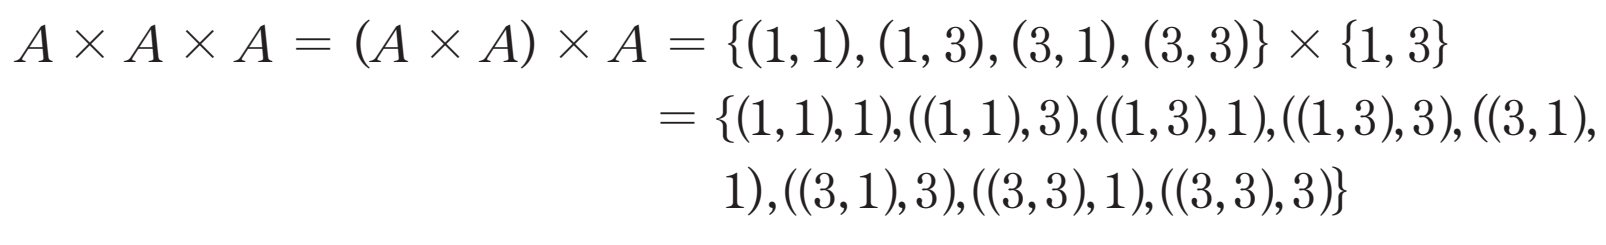 A × A × A = (A × A) × A = {(1, 1), (1, 3), (3, 1), (3, 3)} × {1, 3}
= {(1, 1), 1), ((1, 1), 3), ((1, 3), 1), ((1, 3), 3), ((3, 1),
1), ((3, 1), 3), ((3, 3), 1), ((3, 3), 3)}